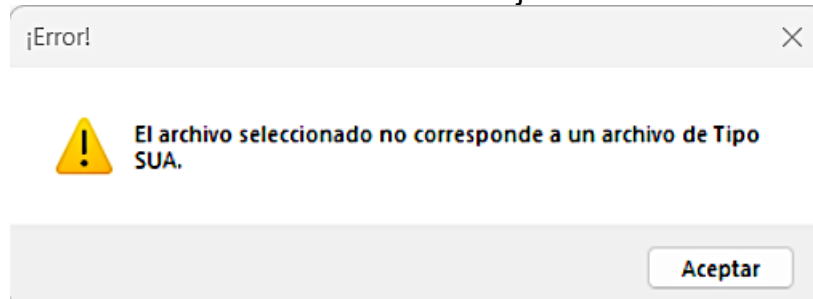 ¡Error!
El archivo seleccionado no corresponde a un archivo de Tipo
SUA.
Aceptar